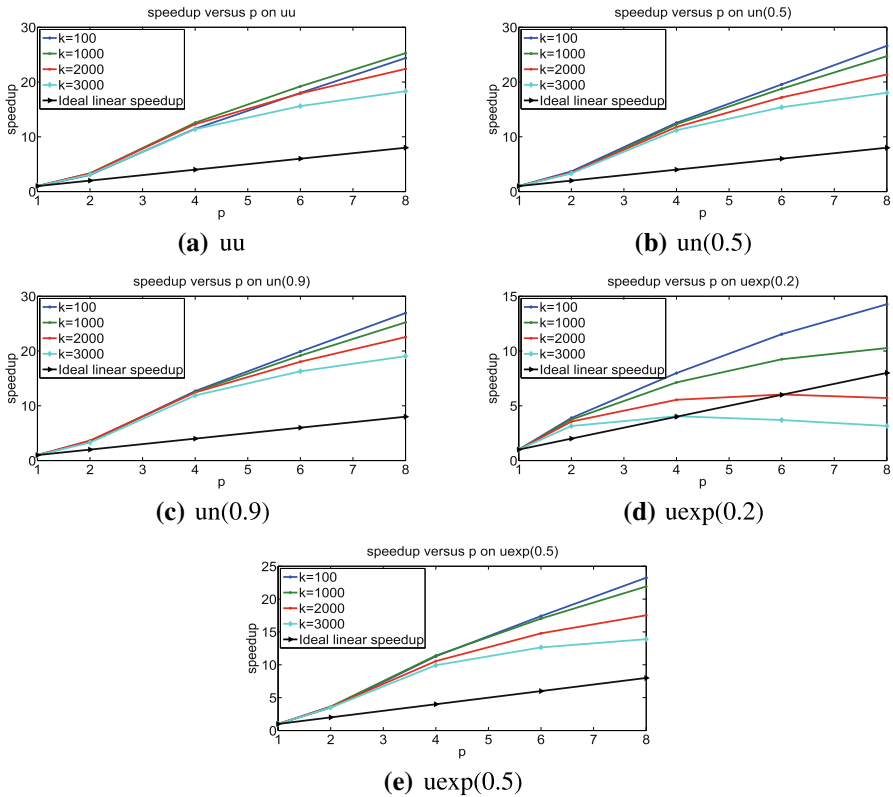 speedup versus p on uu
30
20
10
0
speedup
k=100
k=1000
k=2000
k=3000
Ideal linear speedup
1 2 3 4 5 6 7 8
p
(a) uu
speedup versus p on un(0.5)
30
20
10
0
speedup
k=100
k=1000
k=2000
k=3000
Ideal linear speedup
1 2 3 4 5 6 7 8
p
(b) un(0.5)
speedup versus p on un(0.9)
30
20
10
0
speedup
k=100
k=1000
k=2000
k=3000
Ideal linear speedup
1 2 3 4 5 6 7 8
p
(c) un(0.9)
speedup versus p on uexp(0.2)
15
10
5
0
speedup
k=100
k=1000
k=2000
k=3000
Ideal linear speedup
1 2 3 4 5 6 7 8
p
(d) uexp(0.2)
speedup versus p on uexp(0.5)
25
20
15
10
5
0
speedup
k=100
k=1000
k=2000
k=3000
Ideal linear speedup
1 2 3 4 5 6 7 8
p
(e) uexp(0.5)